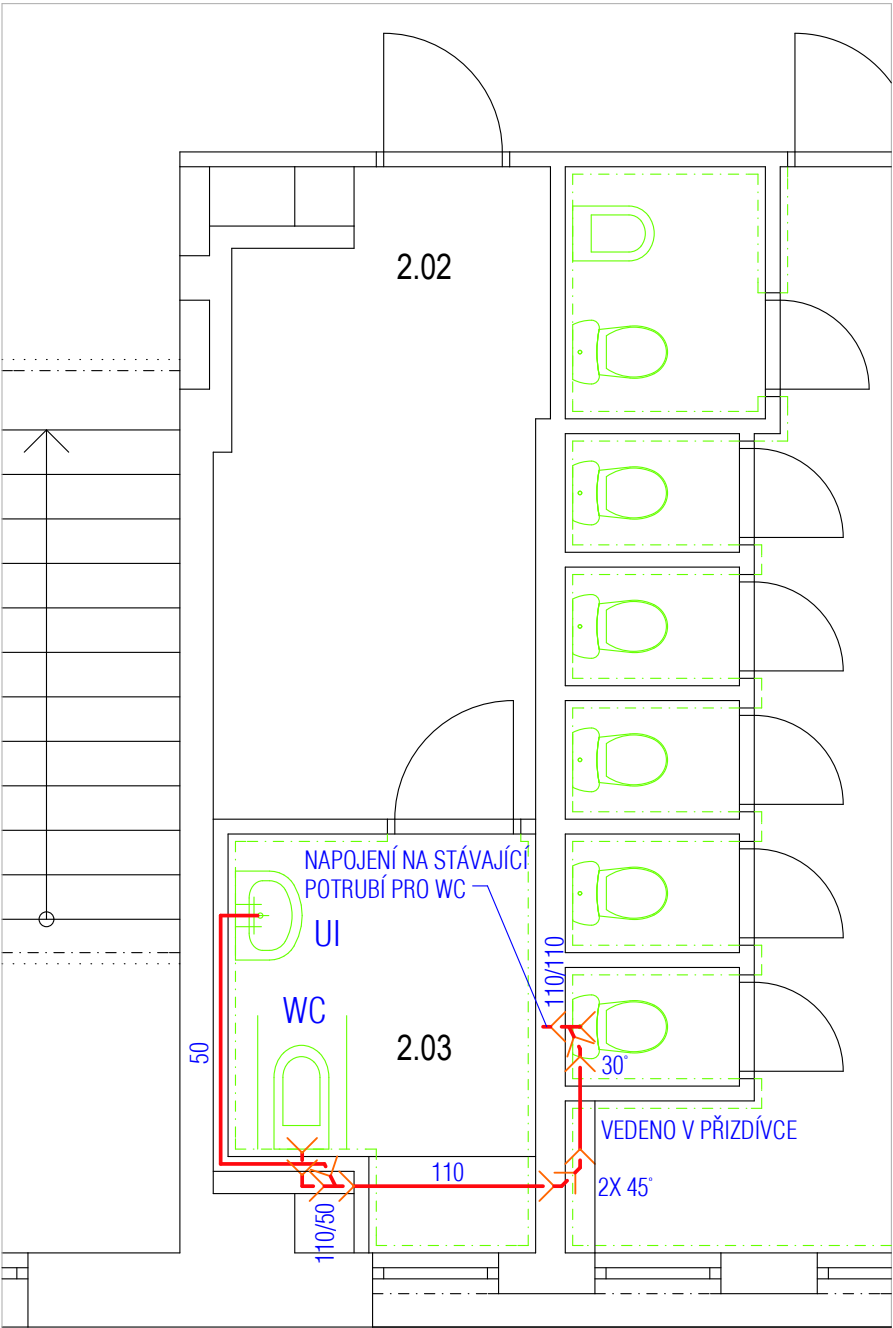 2.02
NAPOJENÍ NA STÁVAJÍCÍ
POTRUBÍ PRO WC
UI
110/110
WC
50
2.03
30°
VEDENO V PŘIZDÍVCE
110
2X 45°
110/50